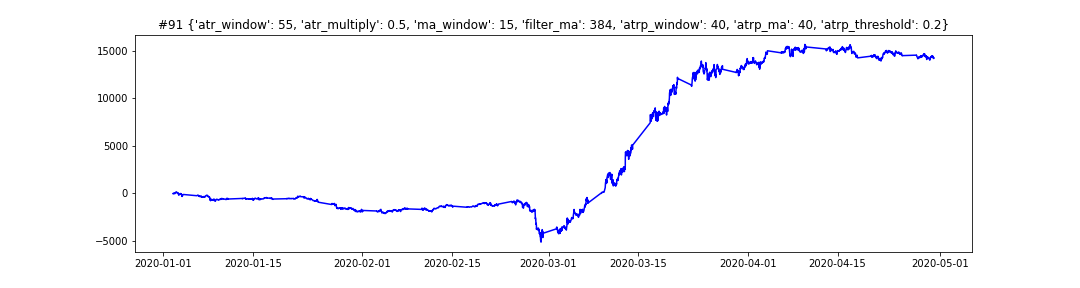 #91 {'atr_window': 55, 'atr_multiply': 0.5, 'ma_window': 15, 'filter_ma': 384, 'atrp_window': 40, 'atrp_ma': 40, 'atrp_threshold': 0.2}
15000
10000
5000
0
−5000
2020-01-01 2020-01-15 2020-02-01 2020-02-15 2020-03-01 2020-03-15 2020-04-01 2020-04-15 2020-05-01